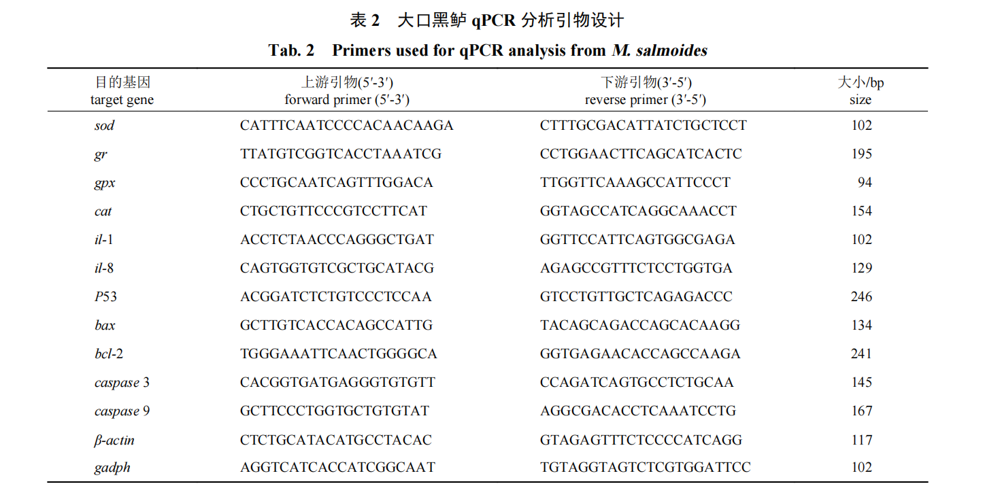 表 2 大口黑鲈 qPCR 分析引物设计
Tab. 2 Primers used for qPCR analysis from M. salmoides
目的基因 上游引物(5′-3′) 下游引物(3′-5′) 大小/bp
target gene forward primer (5′-3′) reverse primer (3′-5′) size
sod CATTTCAATCCCCACAACAAGA CTTTGCGACATTATCTGCTCCT 102
gr TTATGTCGGTCACCTAAATCG CCTGGAACTTCAGCATCACTC 195
gpx CCCTGCAATCAGTTTGGACA TTGGTTCAAAGCCATTCCCT 94
cat CTGCTGTTCCCGTCCTTCAT GGTAGCCATCAGGCAAACCT 154
il-1 ACCTCTAACCCAGGGCTGAT GGTTCCATTCAGTGGCGAGA 102
il-8 CAGTGGTGTCGCTGCATACG AGAGCCGTTTCTCCTGGTGA 129
P53 ACGGATCTCTGTCCCTCCAA GTCCTGTTGCTCAGAGACCC 246
bax GCTTGTCACCACAGCCATTG TACAGCAGACCAGCACAAGG 134
bcl-2 TGGGAAATTCAACTGGGGCA GGTGAGAACACCAGCCAAGA 241
caspase 3 CACGGTGATGAGGGTGTGTT CCAGATCAGTGCCTCTGCAA 145
caspase 9 GCTTCCCTGGTGCTGTGTAT AGGCGACACCTCAAATCCTG 167
β-actin CTCTGCATACATGCCTACAC GTAGAGTTTCTCCCCATCAGG 117
gadph AGGTCATCACCATCGGCAAT TGTAGGTAGTCTCGTGGATTCC 102